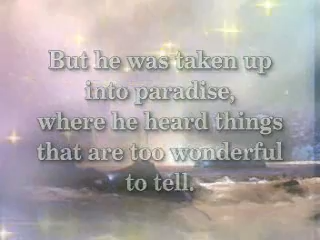 But he was taken up
into paradise,
where he heard things
that are too wonderful
to tell.